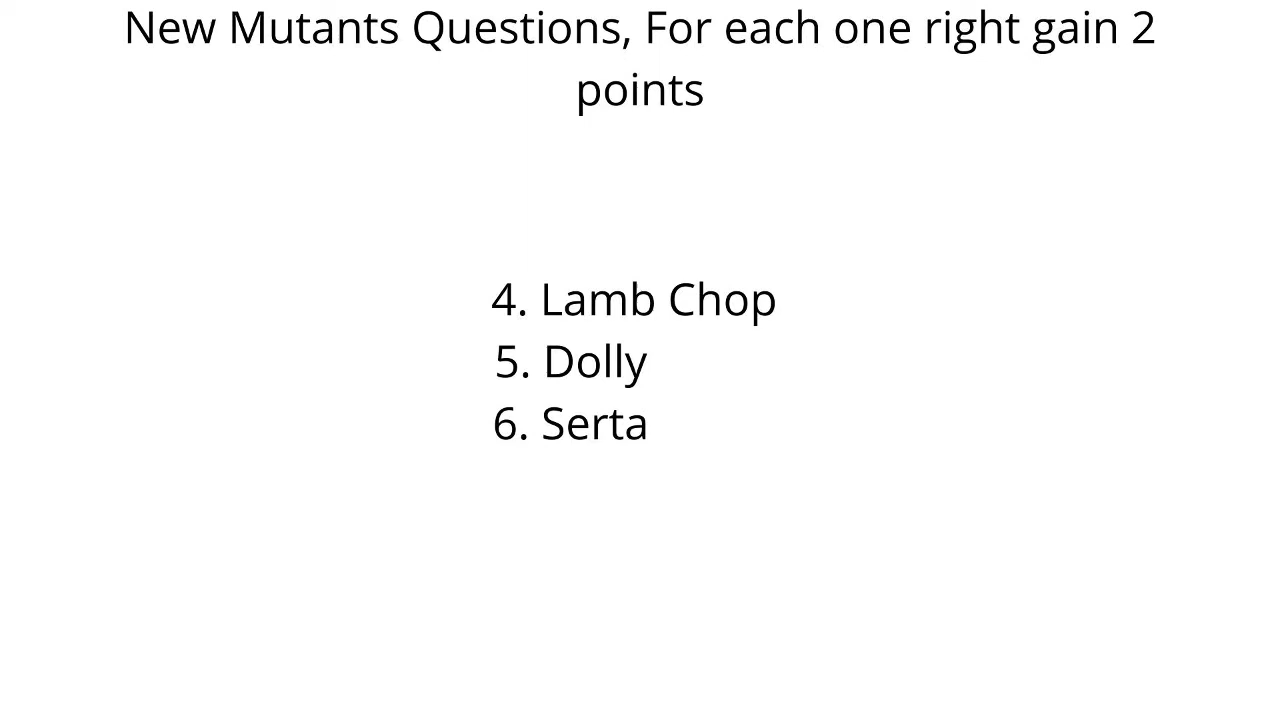 New Mutants Questions, For each one right gain 2
points
4. Lamb Chop
5. Dolly
6. Serta